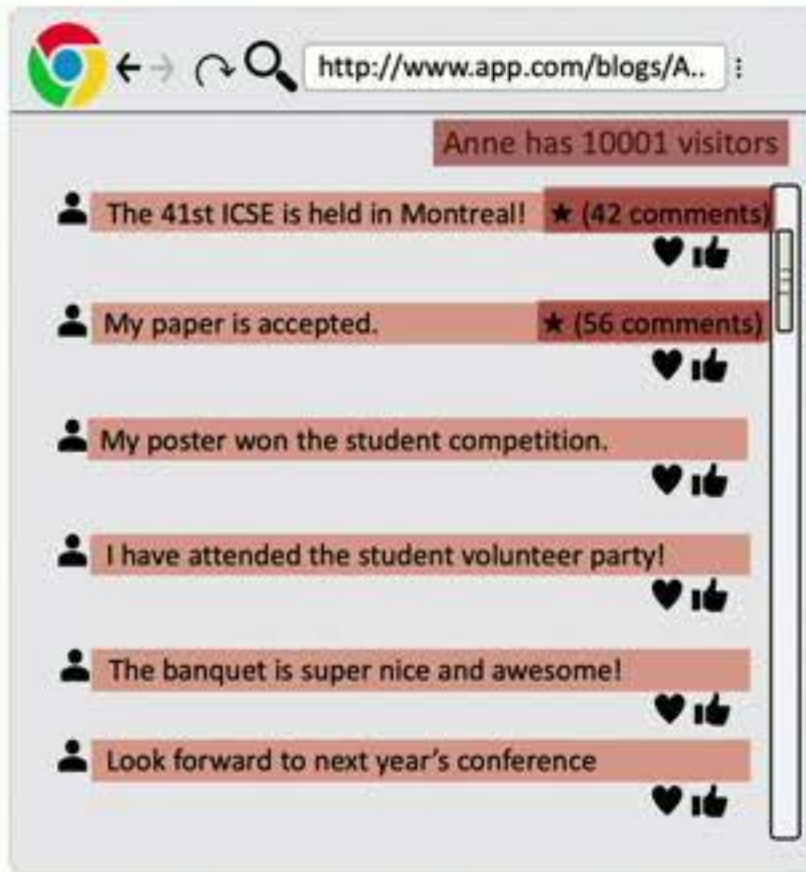 http://www.app.com/blogs/A..
Anne has 10001 visitors
The 41st ICSE is held in Montreal! ★ (42 comments)
My paper is accepted. ★ (56 comments)
My poster won the student competition.
I have attended the student volunteer party!
The banquet is super nice and awesome!
Look forward to next year's conference